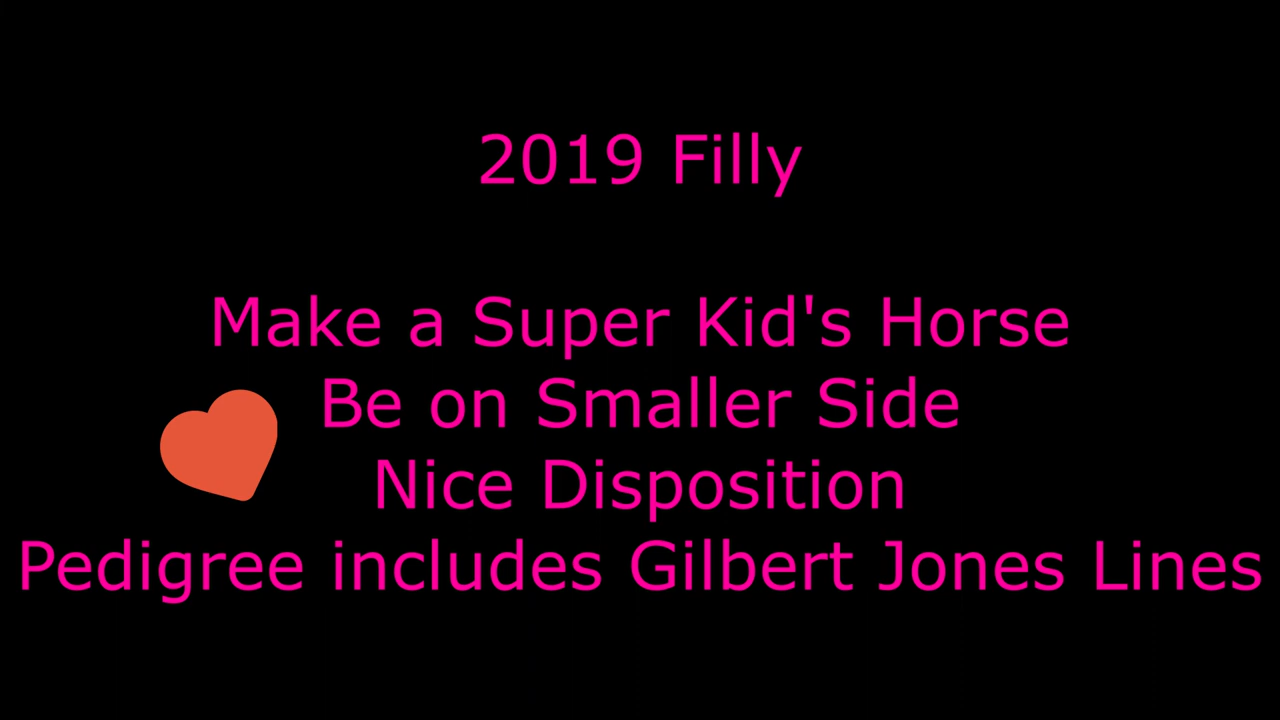 2019 Filly
Make a Super Kid's Horse
Be on Smaller Side
Nice Disposition
Pedigree includes Gilbert Jones Lines